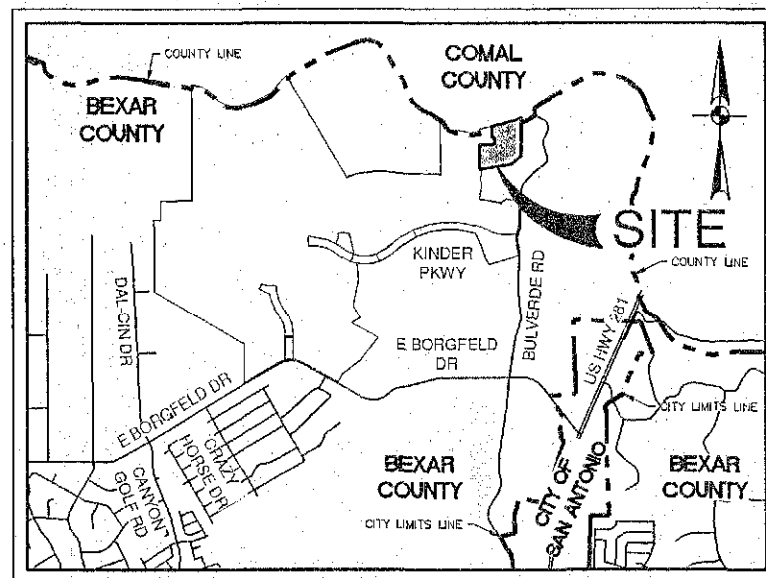 COUNTY LINE
COMAL
COUNTY
BEXAR
COUNTY
SITE
COUNTY LINE
KINDER
PKWY
BULVERDE RD
DAL-CIN DR
US HWY 281
E BORGFELD
DR
E BORGFELD DR
CITY LIMITS LINE
CRAZY
HORSE DR
CANYON
GOLF RD
BEXAR
COUNTY
CITY OF
SAN ANTONIO
BEXAR
COUNTY
CITY LIMITS LINE